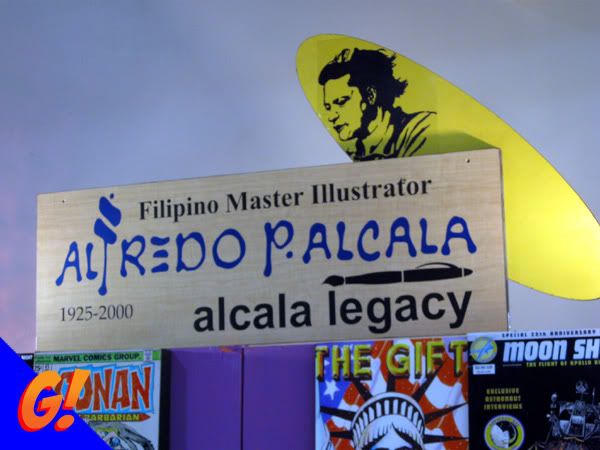 Filipino Master Illustrator
ALFREDO P. ALCALA
1925-2000
alcala legacy
MARVEL COMICS GROUP
CONAN
BARBARIAN
THE GIFT
SPECIAL 25TH ANNIVERSARY
MOON SH
THE FLIGHT OF APOLLO
EXCLUSIVE
ASTRONAUT
INTERVIEWS
G!